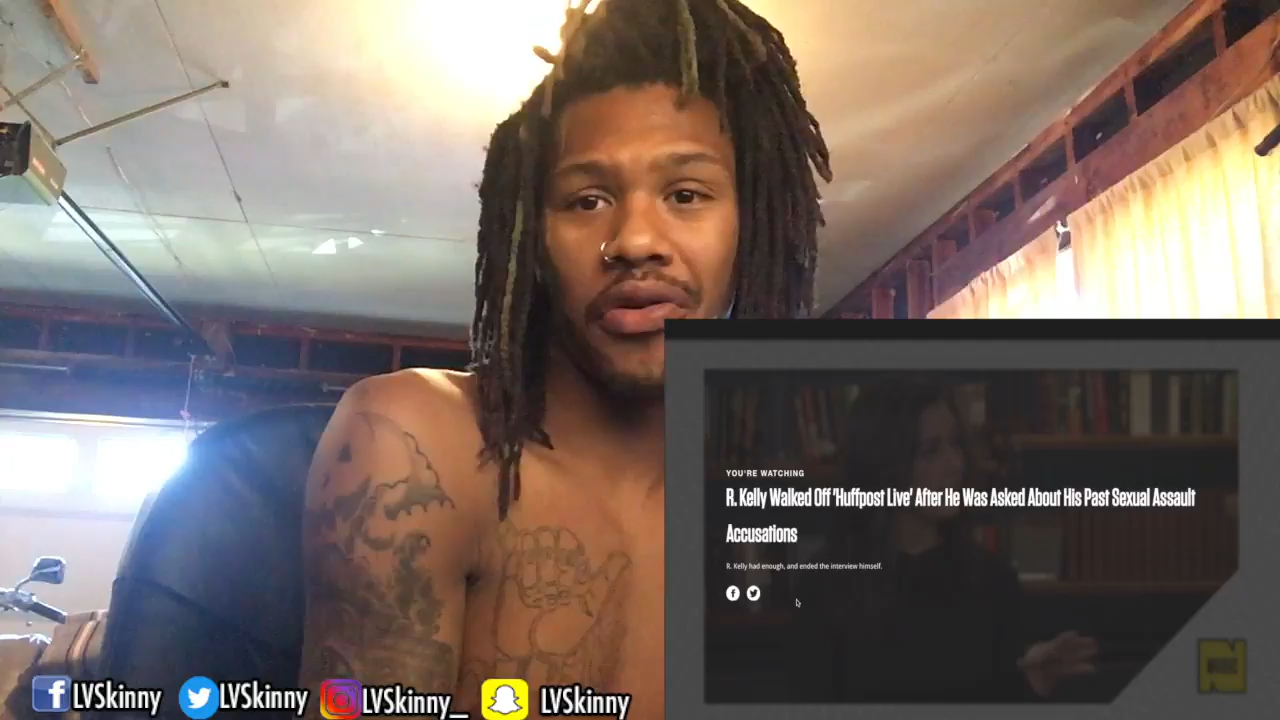 YOU'RE WATCHING
R. Kelly Walked Off 'Huffpost Live' After He Was Asked About His Past Sexual Assault
Accusations
R. Kelly had enough, and ended the interview himself.
LVSkinny
LVSkinny
LVSkinny_
LVSkinny